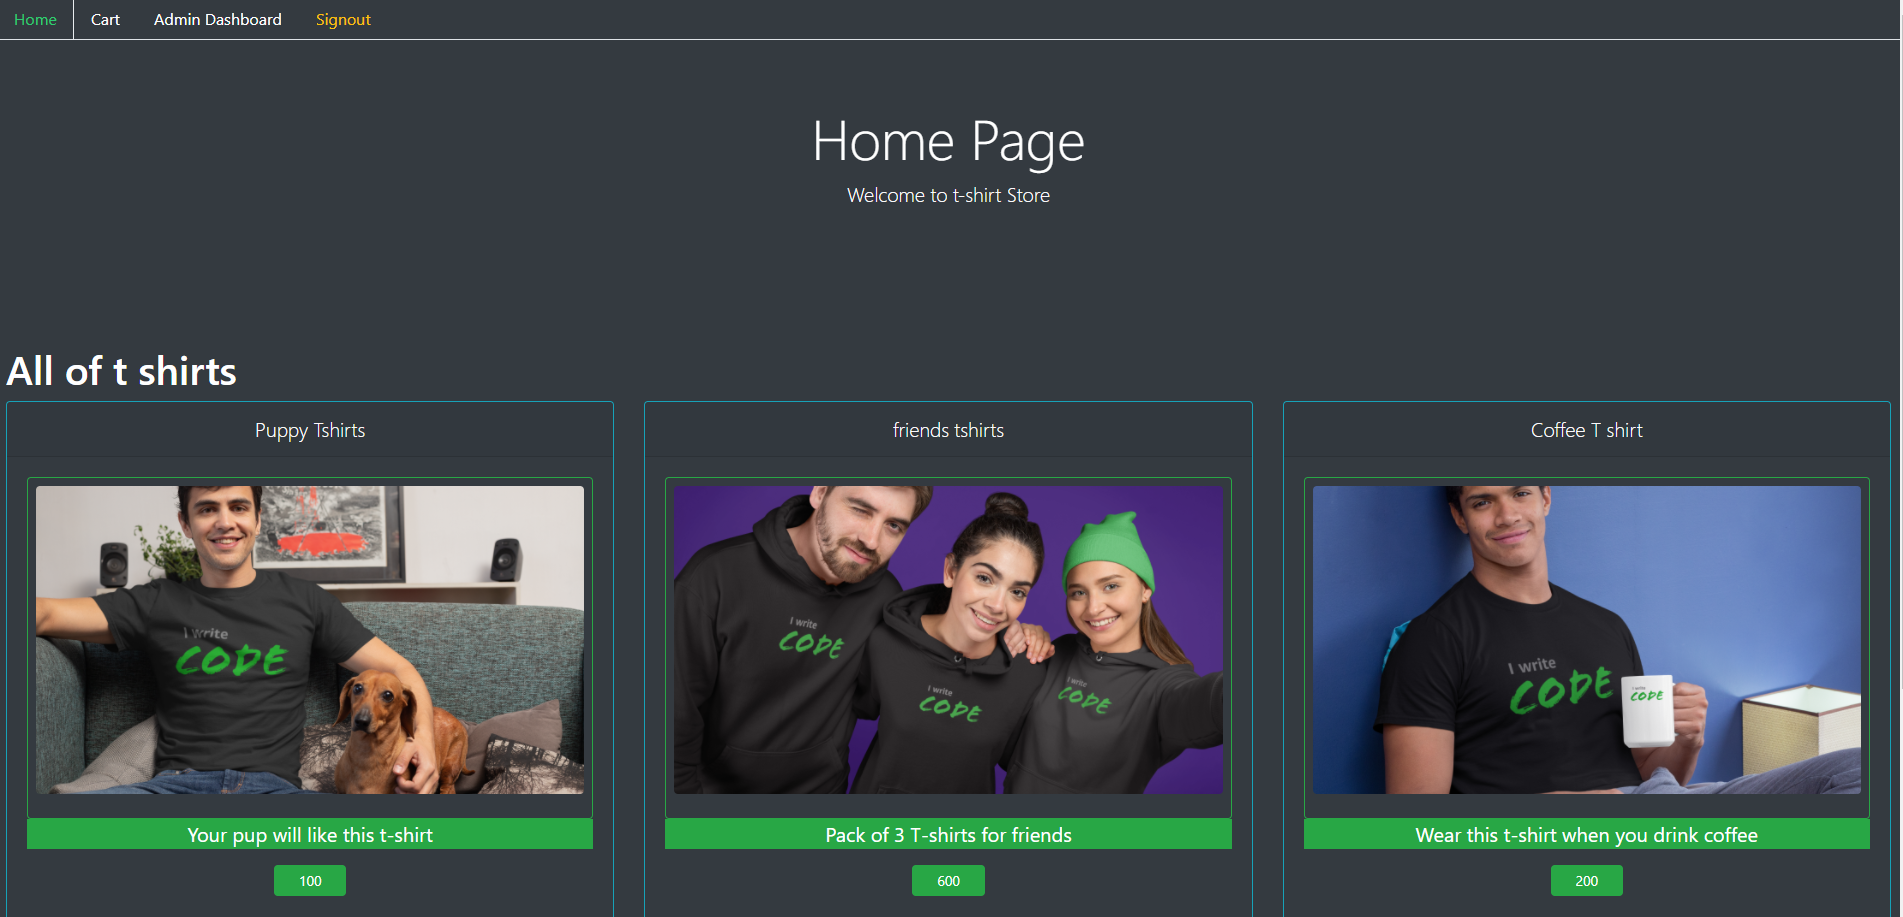 Home Cart Admin Dashboard Signout
Home Page
Welcome to t-shirt Store
All of t shirts
Puppy Tshirts
I write
CODE
Your pup will like this t-shirt
100
friends tshirts
I write
CODE
I write
CODE
I write
CODE
Pack of 3 T-shirts for friends
600
Coffee T shirt
I write
CODE
I write
CODE
Wear this t-shirt when you drink coffee
200